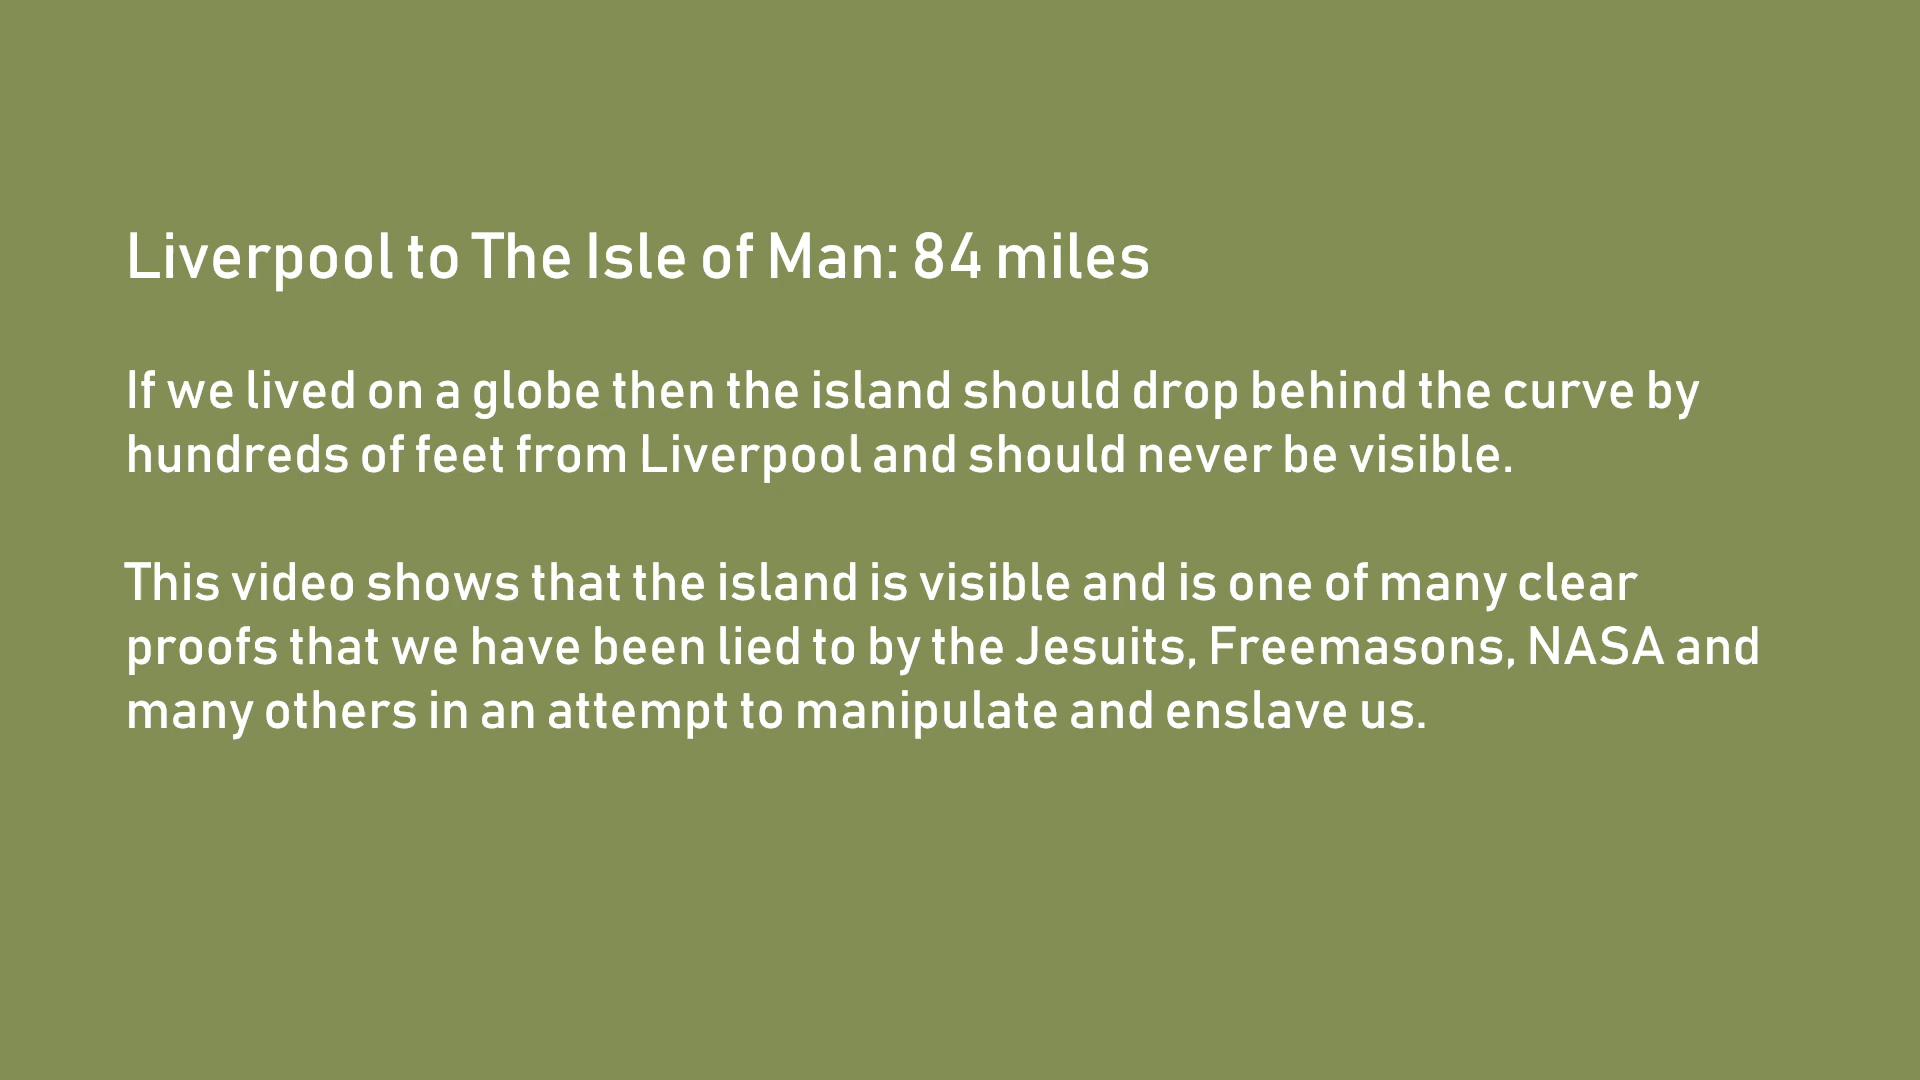 Liverpool to The Isle of Man: 84 miles
If we lived on a globe then the island should drop behind the curve by
hundreds of feet from Liverpool and should never be visible.
This video shows that the island is visible and is one of many clear
proofs that we have been lied to by the Jesuits, Freemasons, NASA and
many others in an attempt to manipulate and enslave us.